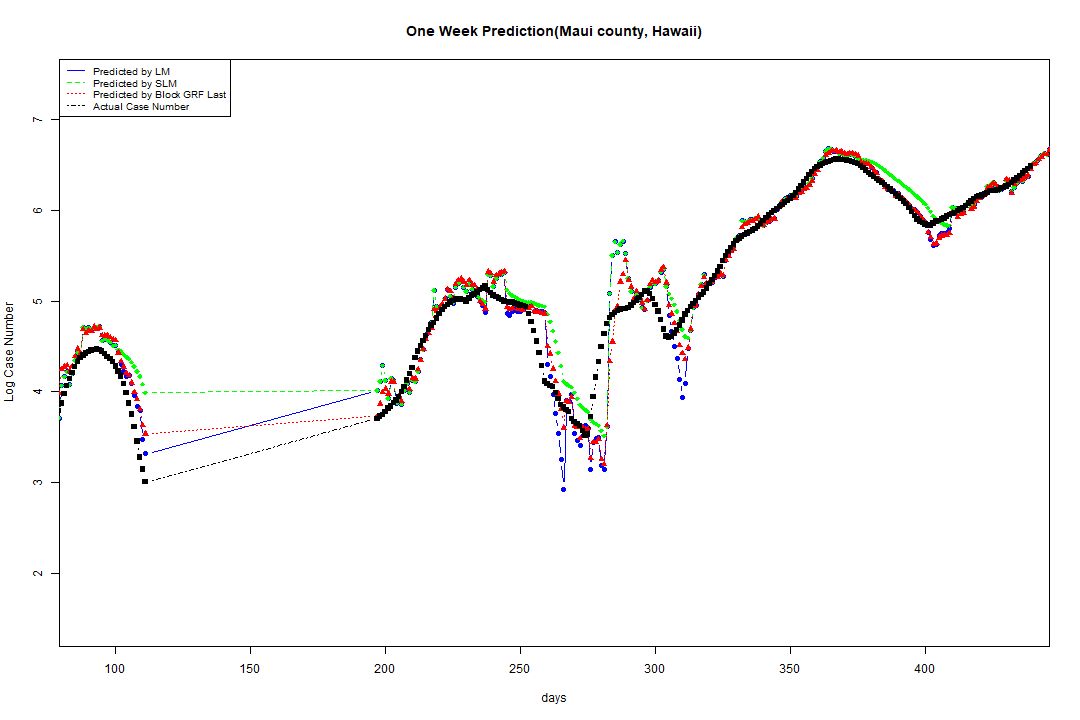 One Week Prediction(Maui county, Hawaii)
Predicted by LM
Predicted by SLM
Predicted by Block GRF Last
Actual Case Number
Log Case Number
7
6
5
4
3
2
100 150 200 250 300 350 400
days